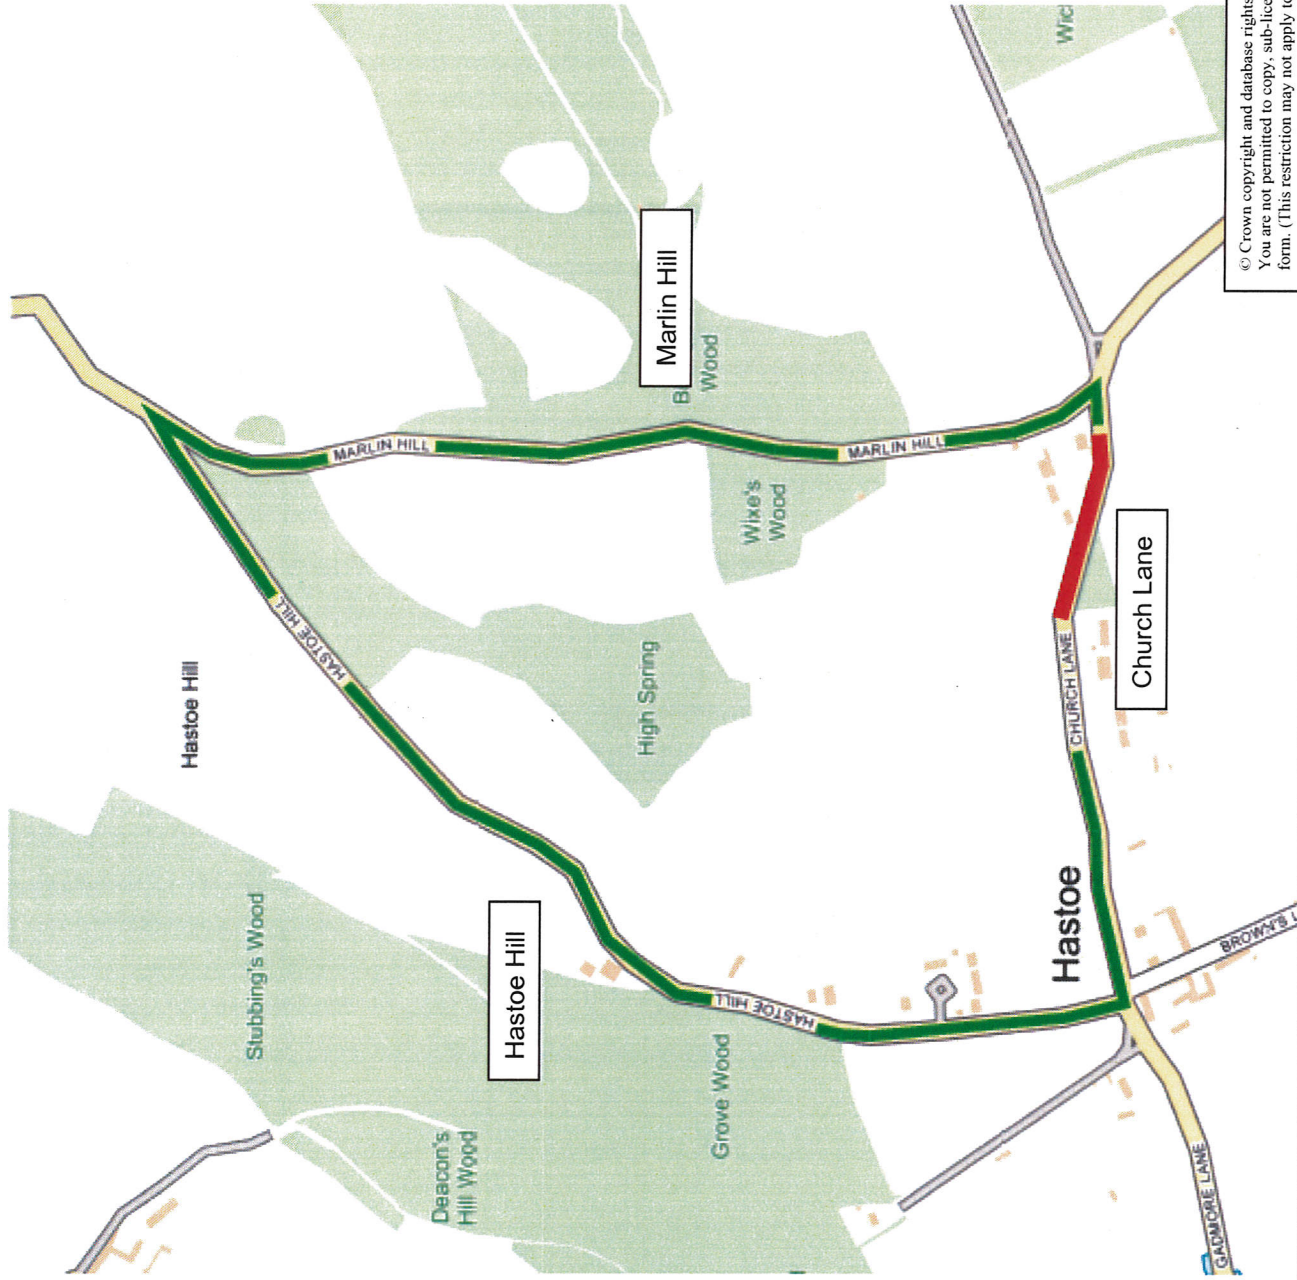 Hastoe Hill
Stubbing's Wood
HASTOE HILL
MARLIN HILL
Deacon's
Hill Wood
Hastoe Hill
High Spring
Marlin Hill
Wood
Grove Wood
Wixe's
Wood
HASTOE HILL
MARLIN HILL
Hastoe
CHURCH LANE
Church Lane
GADMORE LANE
BROWN'S
© Crown copyright and database rights
You are not permitted to copy, sub-lice
form. (This restriction may not apply to